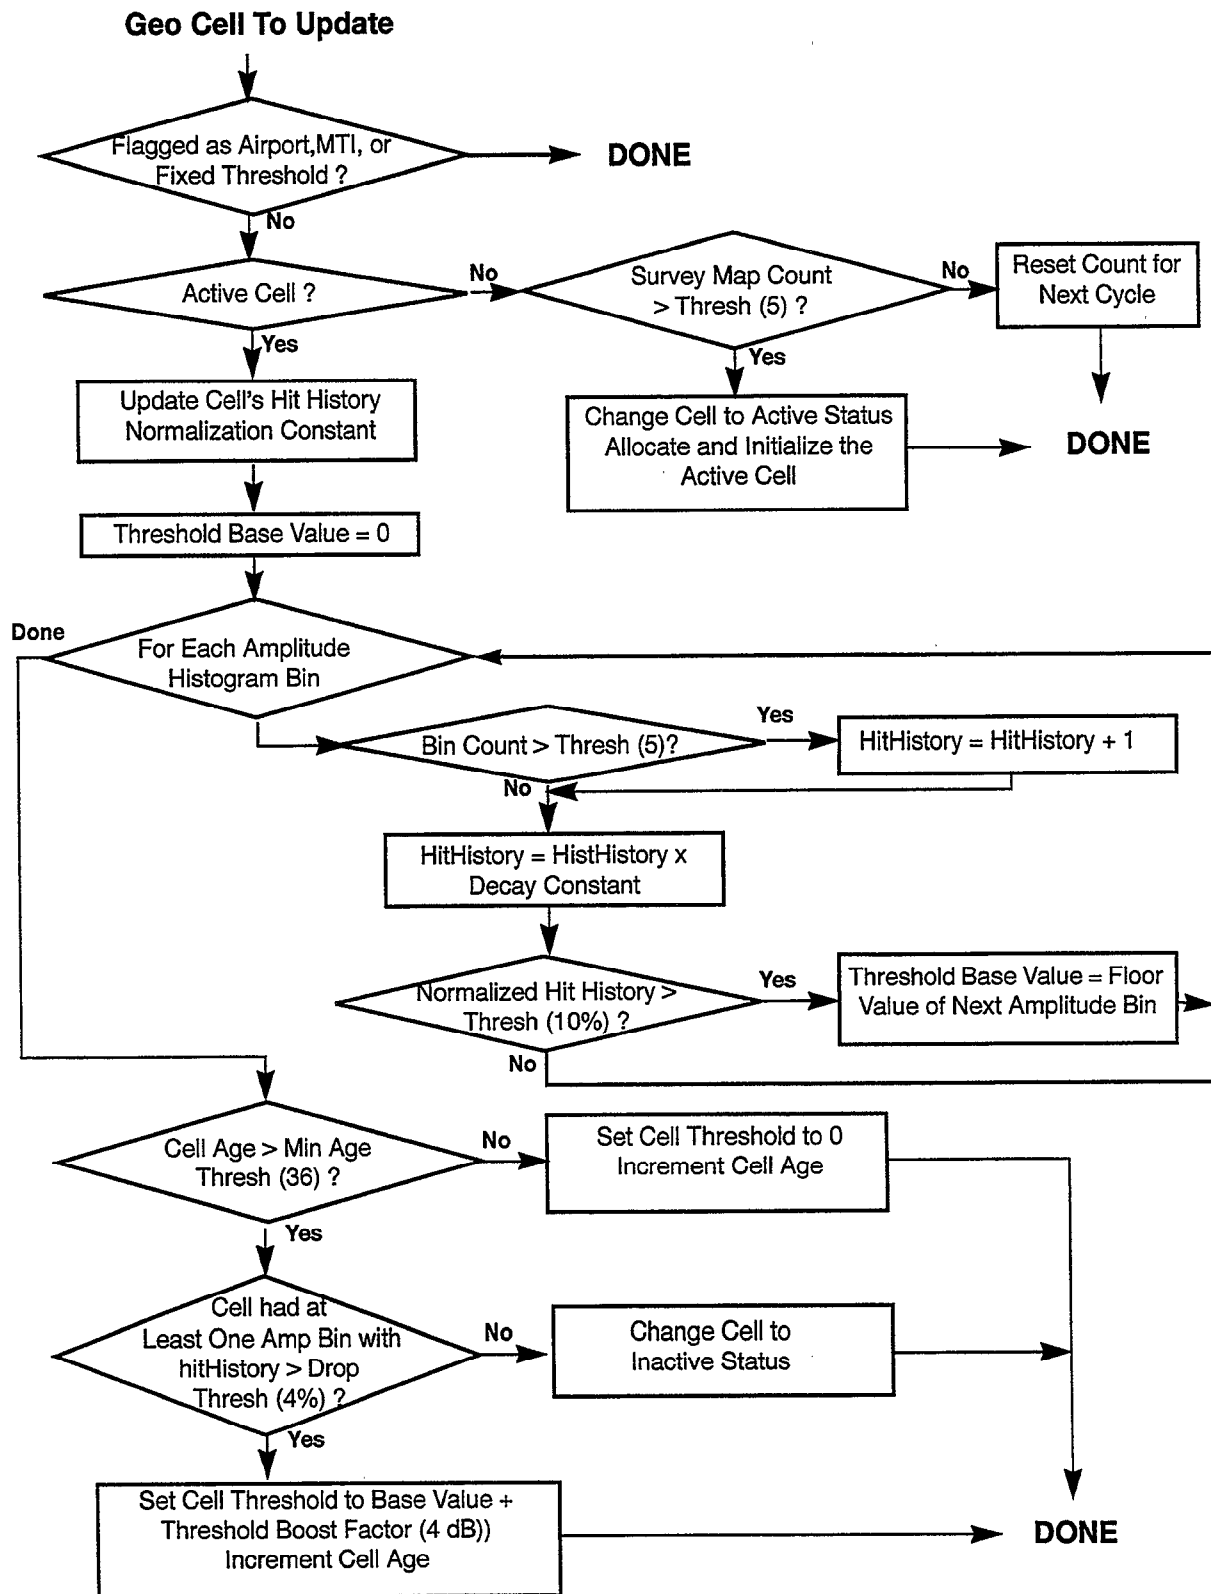 Geo Cell To Update
Flagged as Airport,MTI, or
Fixed Threshold ?
DONE
No
Active Cell ?
No
Survey Map Count
> Thresh (5) ?
No
Reset Count for
Next Cycle
Yes
Yes
Update Cell's Hit History
Normalization Constant
Change Cell to Active Status
Allocate and Initialize the
Active Cell
DONE
Threshold Base Value = 0
Done
For Each Amplitude
Histogram Bin
Bin Count > Thresh (5)?
Yes
HitHistory = HitHistory + 1
No
HitHistory = HistHistory x
Decay Constant
Normalized Hit History >
Thresh (10%) ?
Yes
Threshold Base Value = Floor
Value of Next Amplitude Bin
No
Cell Age > Min Age
Thresh (36) ?
No
Set Cell Threshold to 0
Increment Cell Age
Yes
Cell had at
Least One Amp Bin with
hitHistory > Drop
Thresh (4%) ?
No
Change Cell to
Inactive Status
Yes
Set Cell Threshold to Base Value +
Threshold Boost Factor (4 dB))
Increment Cell Age
DONE